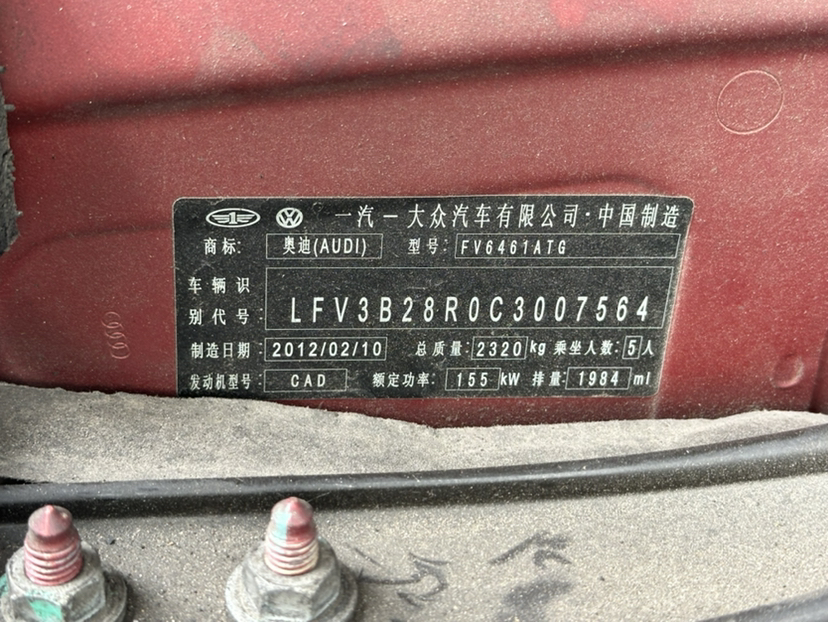 一汽－大众汽车有限公司·中国制造
商标: 奥迪(AUDI) 型号: FV6461ATG
车辆识
别代号: LFV3B28R0C3007564
制造日期: 2012/02/10 总质量: 2320 kg 乘坐人数: 5 人
发动机型号: CAD 额定功率: 155 kW 排量: 1984 ml